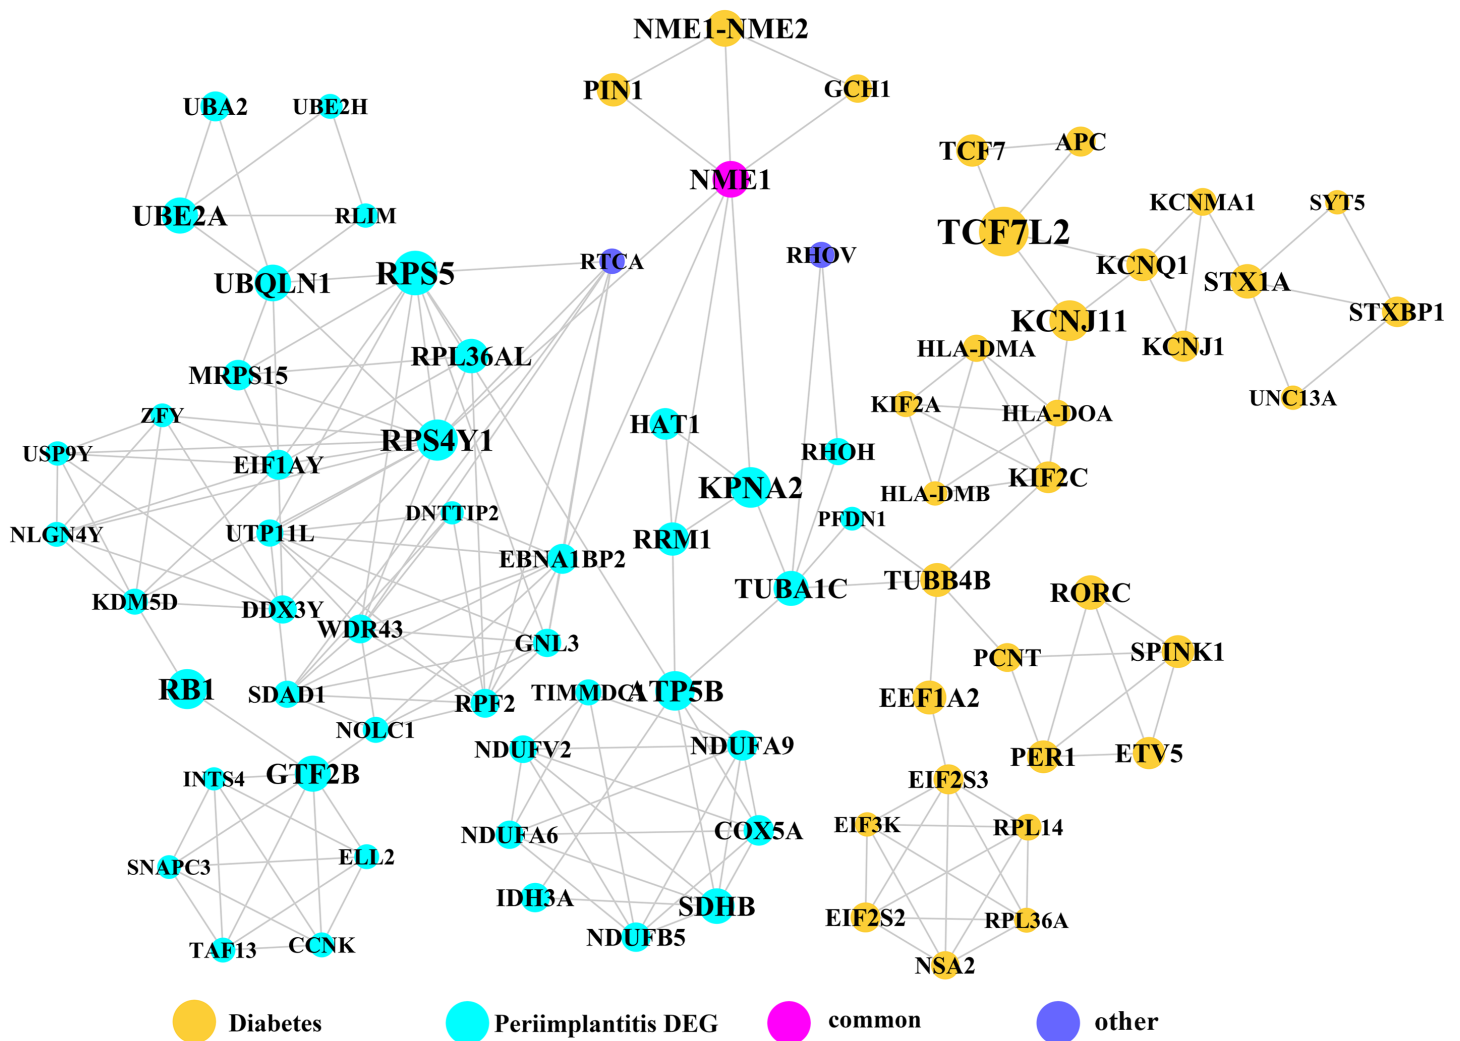 NME1-NME2
PIN1
GCH1
UBA2
UBE2H
TCF7
APC
NME1
KCNMA1
SYT5
UBE2A
RLIM
TCF7L2
RTCA
RHOV
KCNQ1
RPS5
UBQLN1
STX1A
STXBP1
KCNJ11
RPL36AL
HLA-DMA
KCNJ1
MRPS15
UNC13A
ZFY
KIF2A
HLA-DOA
HAT1
RPS4Y1
USP9Y
EIF1AY
RHOH
KPNA2
KIF2C
HLA-DMB
DNTTIP2
PFDN1
NLGN4Y
UTP11L
RRM1
EBNA1BP2
TUBB4B
TUBA1C
RORC
KDM5D
DDX3Y
WDR43
GNL3
PCNT
SPINK1
RB1
SDAD1
TIMMDC1
ATP5B
EEF1A2
RPF2
NOLC1
NDUFV2
NDUFA9
PER1
ETV5
INTS4
GTF2B
EIF2S3
EIF3K
RPL14
NDUFA6
COX5A
SNAPC3
ELL2
IDH3A
SDHB
EIF2S2
RPL36A
TAF13
CCNK
NDUFB5
NSA2
Diabetes
Periimplantitis DEG
common
other